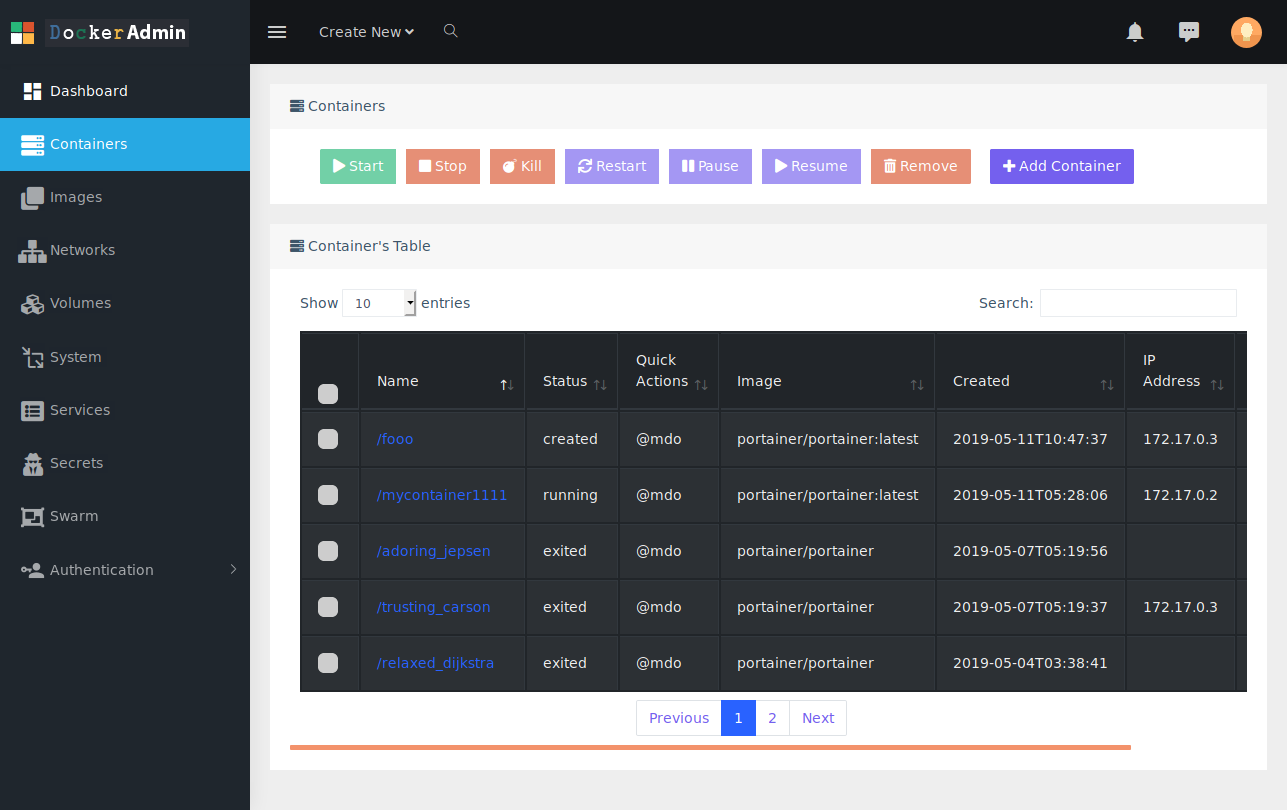 DockerAdmin
Create New
Dashboard
Containers
Images
Networks
Volumes
System
Services
Secrets
Swarm
Authentication
Containers
Start Stop Kill Restart Pause Resume Remove Add Container
Container's Table
Show 10 entries Search:
Name Status Quick Actions Image Created IP Address
/fooo created @mdo portainer/portainer:latest 2019-05-11T10:47:37 172.17.0.3
/mycontainer1111 running @mdo portainer/portainer:latest 2019-05-11T05:28:06 172.17.0.2
/adoring_jepsen exited @mdo portainer/portainer 2019-05-07T05:19:56
/trusting_carson exited @mdo portainer/portainer 2019-05-07T05:19:37 172.17.0.3
/relaxed_dijkstra exited @mdo portainer/portainer 2019-05-04T03:38:41
Previous 1 2 Next